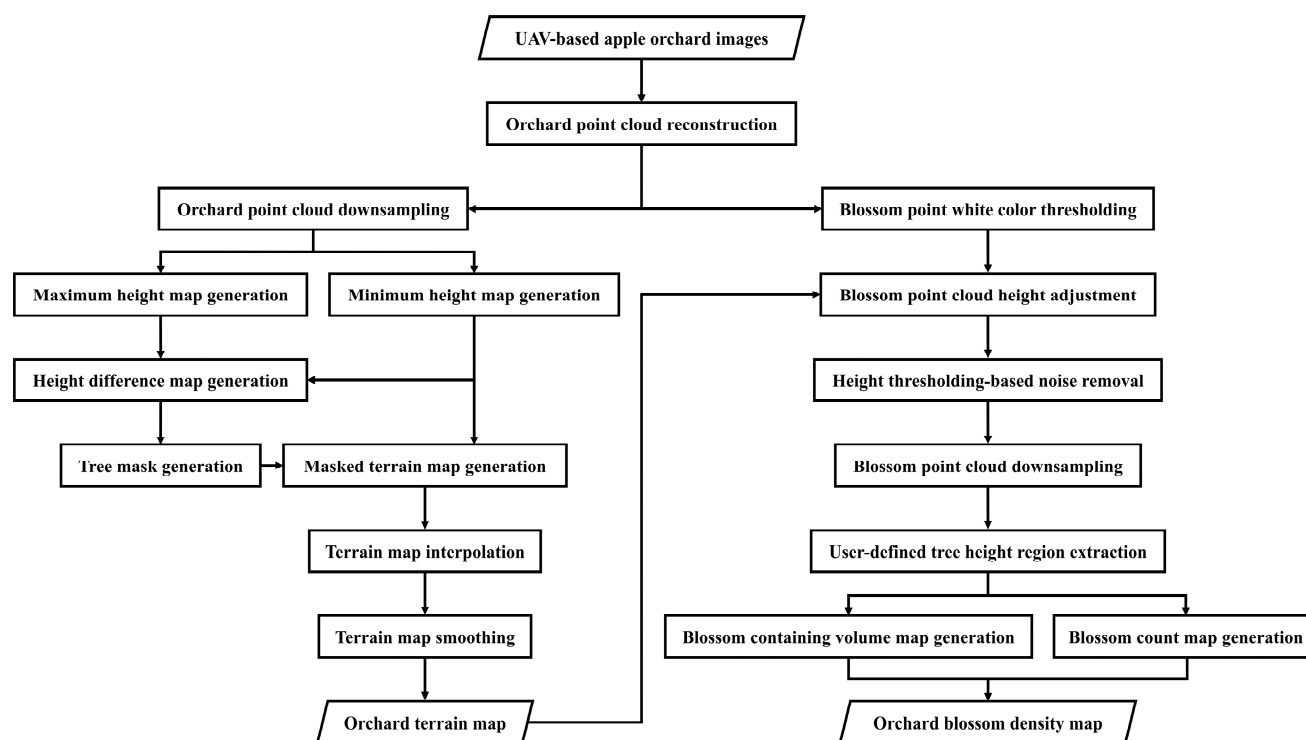 UAV-based apple orchard images
Orchard point cloud reconstruction
Orchard point cloud downsampling
Blossom point white color thresholding
Maximum height map generation
Minimum height map generation
Blossom point cloud height adjustment
Height difference map generation
Height thresholding-based noise removal
Tree mask generation
Masked terrain map generation
Blossom point cloud downsampling
Terrain map interpolation
User-defined tree height region extraction
Terrain map smoothing
Blossom containing volume map generation
Blossom count map generation
Orchard terrain map
Orchard blossom density map